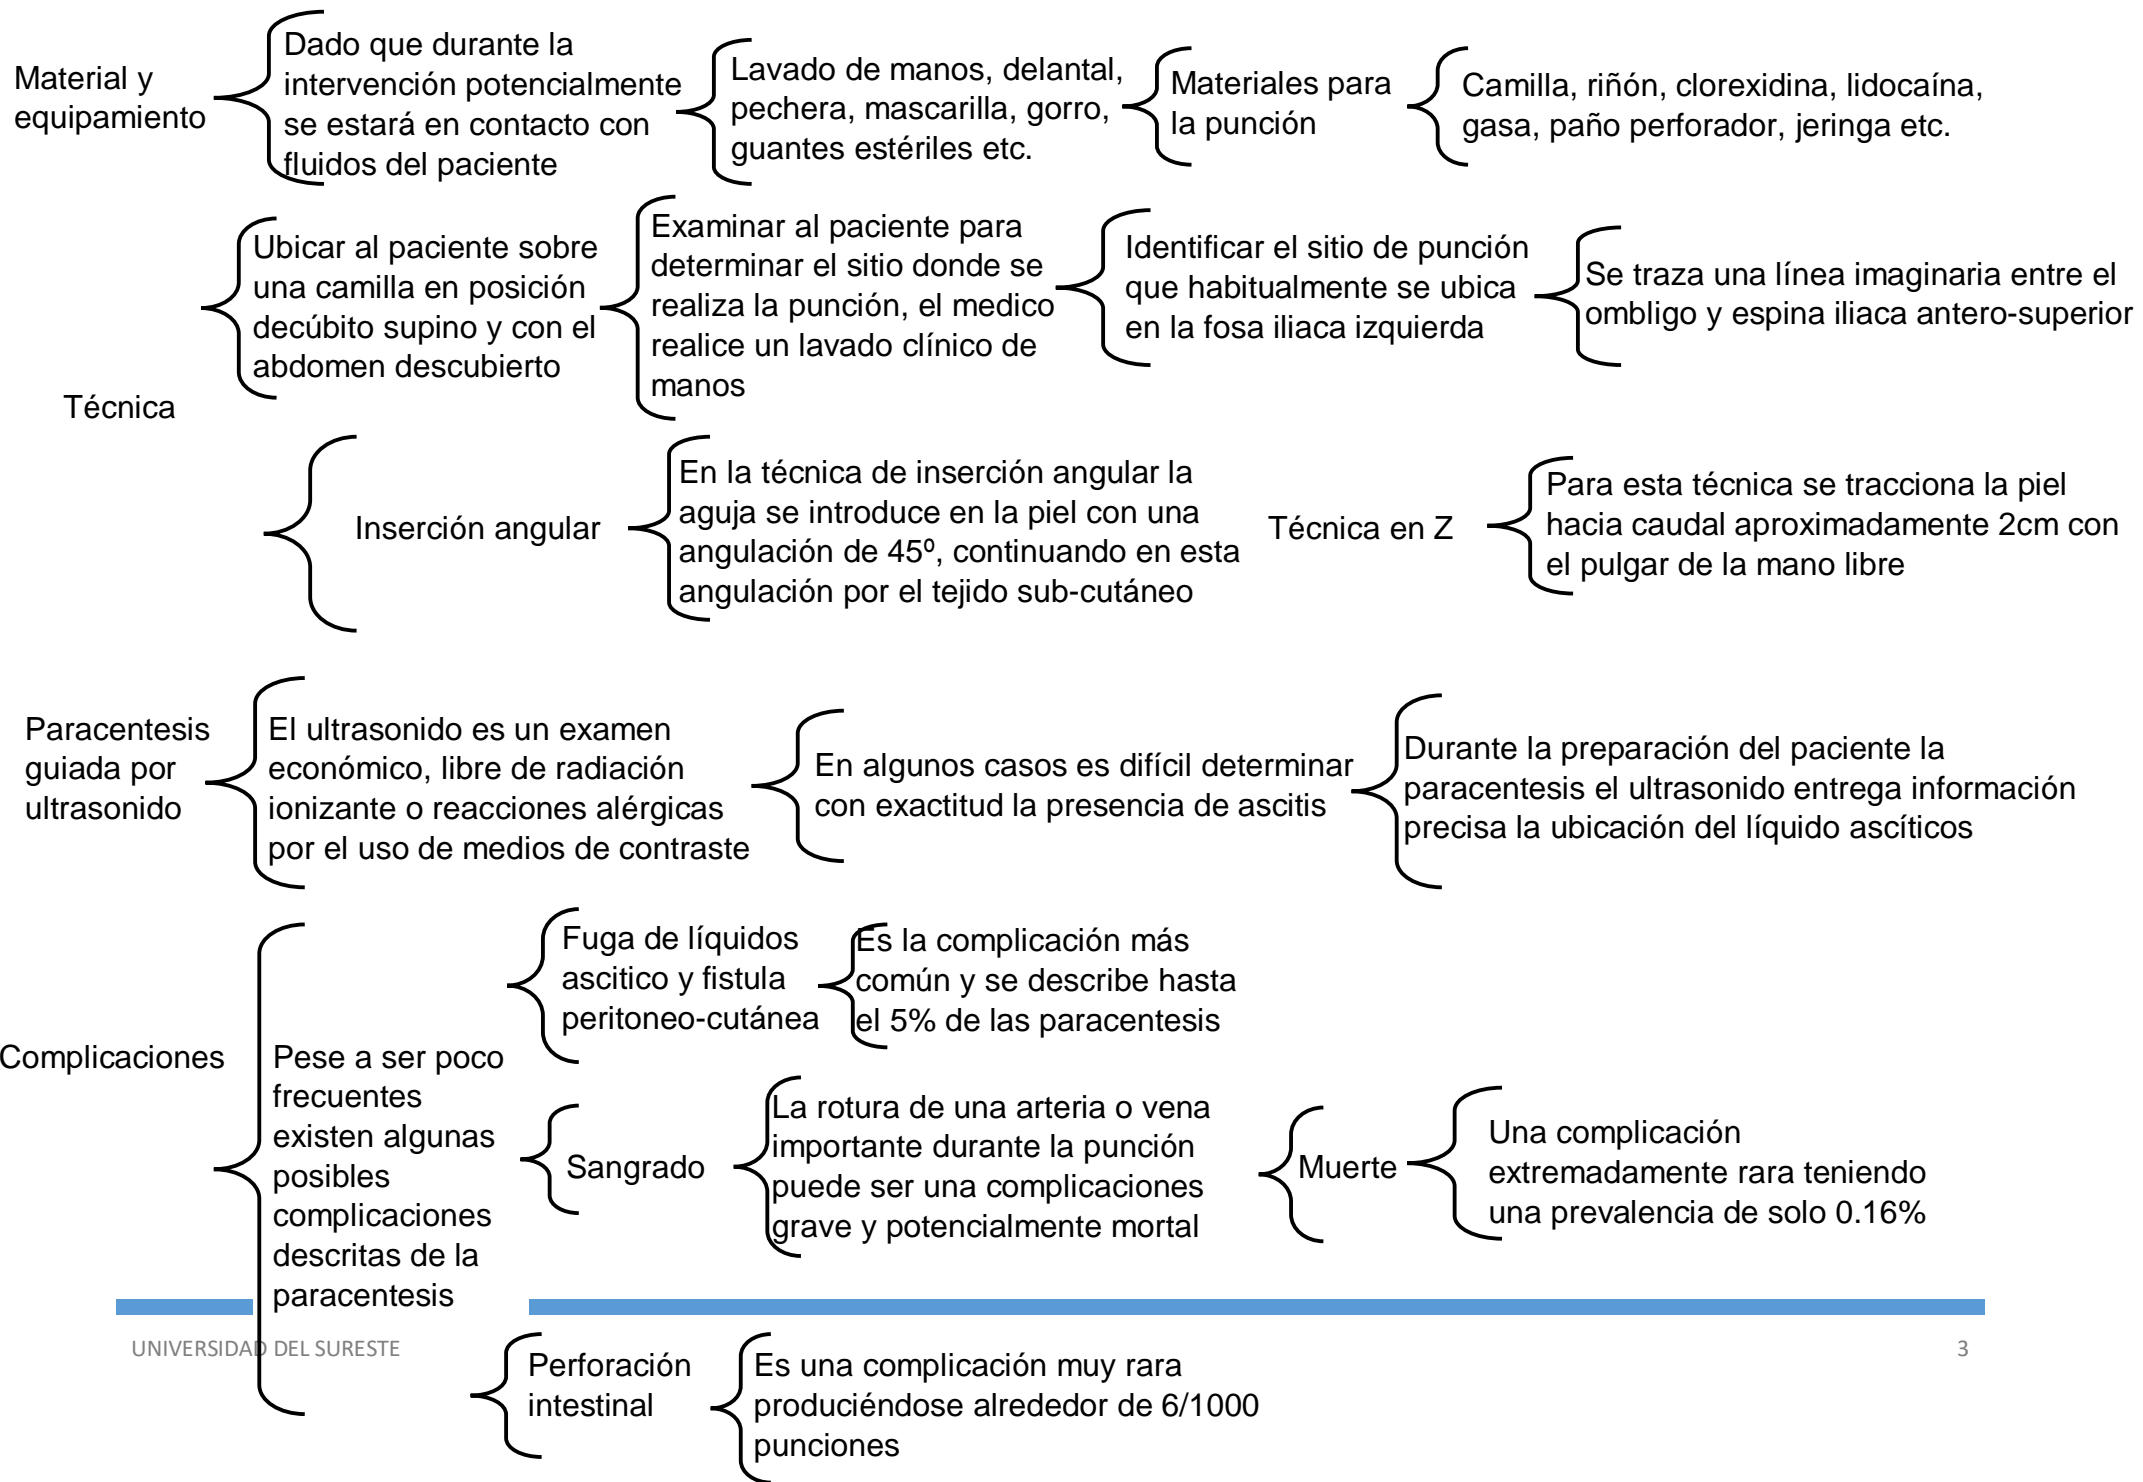 Material y
equipamiento
Dado que durante la
intervención potencialmente
se estará en contacto con
fluidos del paciente
Lavado de manos, delantal,
pechera, mascarilla, gorro,
guantes estériles etc.
Materiales para
la punción
Camilla, riñón, clorexidina, lidocaína,
gasa, paño perforador, jeringa etc.
Técnica
Ubicar al paciente sobre
una camilla en posición
decúbito supino y con el
abdomen descubierto
Examinar al paciente para
determinar el sitio donde se
realiza la punción, el medico
realice un lavado clínico de
manos
Identificar el sitio de punción
que habitualmente se ubica
en la fosa iliaca izquierda
Se traza una línea imaginaria entre el
ombligo y espina iliaca antero-superior
Inserción angular
En la técnica de inserción angular la
aguja se introduce en la piel con una
angulación de 45º, continuando en esta
angulación por el tejido sub-cutáneo
Técnica en Z
Para esta técnica se tracciona la piel
hacia caudal aproximadamente 2cm con
el pulgar de la mano libre
Paracentesis
guiada por
ultrasonido
El ultrasonido es un examen
económico, libre de radiación
ionizante o reacciones alérgicas
por el uso de medios de contraste
En algunos casos es difícil determinar
con exactitud la presencia de ascitis
Durante la preparación del paciente la
paracentesis el ultrasonido entrega información
precisa la ubicación del líquido ascíticos
Complicaciones
Pese a ser poco
frecuentes
existen algunas
posibles
complicaciones
descritas de la
paracentesis
Fuga de líquidos
ascitico y fistula
peritoneo-cutánea
Es la complicación más
común y se describe hasta
el 5% de las paracentesis
Sangrado
La rotura de una arteria o vena
importante durante la punción
puede ser una complicaciones
grave y potencialmente mortal
Muerte
Una complicación
extremadamente rara teniendo
una prevalencia de solo 0.16%
Perforación
intestinal
Es una complicación muy rara
produciéndose alrededor de 6/1000
punciones
UNIVERSIDAD DEL SURESTE
3